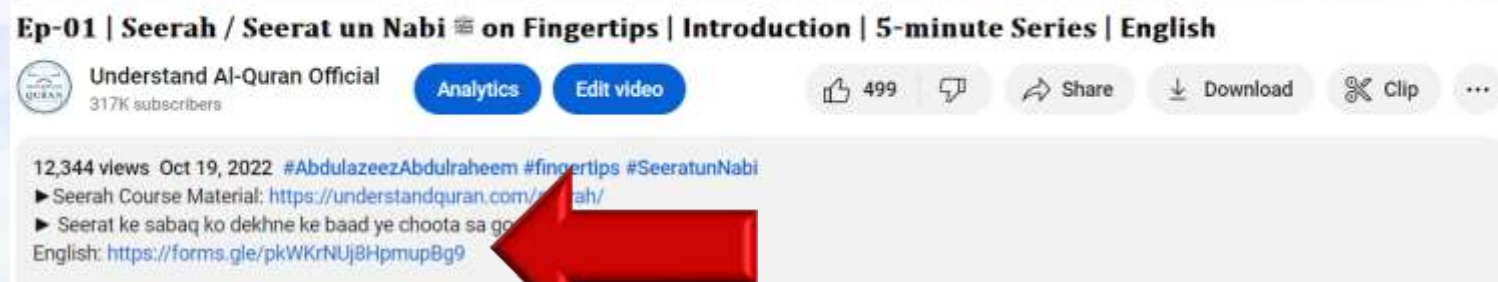 Ep-01 | Seerah / Seerat un Nabi ﷺ on Fingertips | Introduction | 5-minute Series | English
Understand Al-Quran Official
317K subscribers
Analytics
Edit video
499
Share
Download
Clip
12,344 views Oct 19, 2022 #AbdulazeezAbdulraheem #fingertips #SeeratunNabi
►Seerah Course Material: https://understandquran.com/
► Seerat ke sabaq ko dekhne ke baad ye choota sa
English: https://forms.gle/pkWKrNUj8HpmupBg9